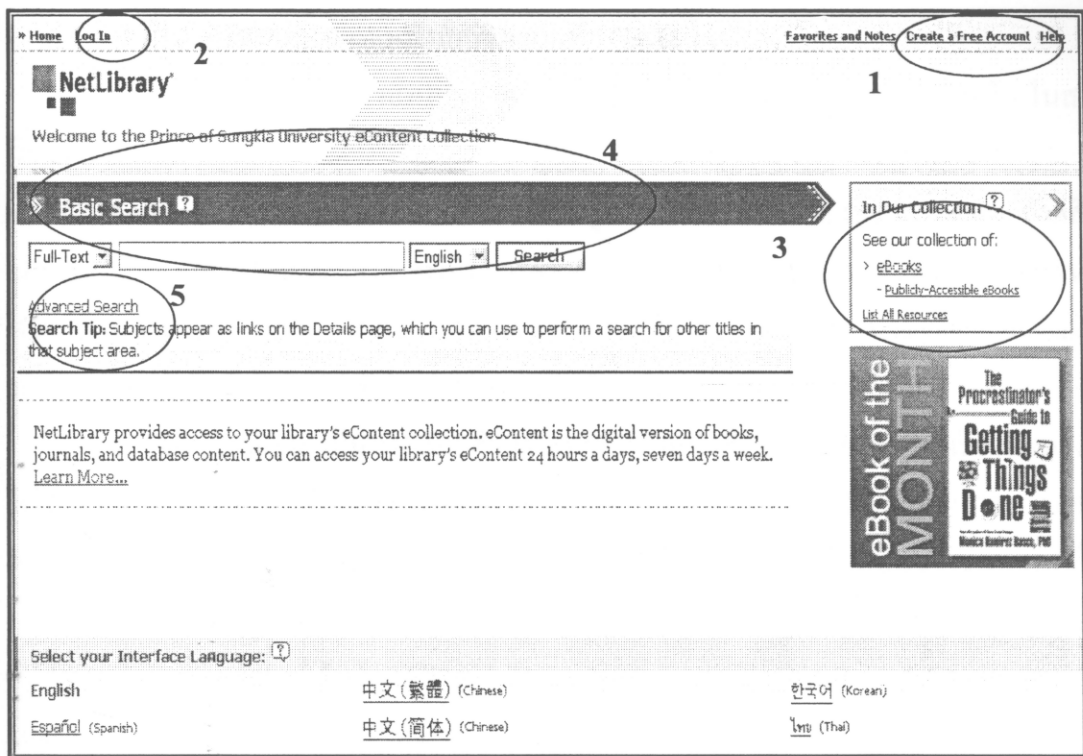 » Home Log In
Favorites and Notes Create a Free Account Help
2
1
NetLibrary
Welcome to the Prince of Songkla University eContent Collection
4
Basic Search ?
In Our Collection ?
See our collection of:
3
Full-Text English Search
> eBooks
- Publicly-Accessible eBooks
5
Advanced Search
List All Resources
Search Tip: Subjects appear as links on the Details page, which you can use to perform a search for other titles in
that subject area.
eBook of the
MONTH
The
Procrastinator's
Guide to
Getting
Things
Done
Monica Ramirez Basco, PhD
NetLibrary provides access to your library's eContent collection. eContent is the digital version of books,
journals, and database content. You can access your library's eContent 24 hours a days, seven days a week.
Learn More...
Select your Interface Language: ?
English 中文(繁體) (Chinese) 한국어 (Korean)
Español (Spanish) 中文(简体) (Chinese) ไทย (Thai)